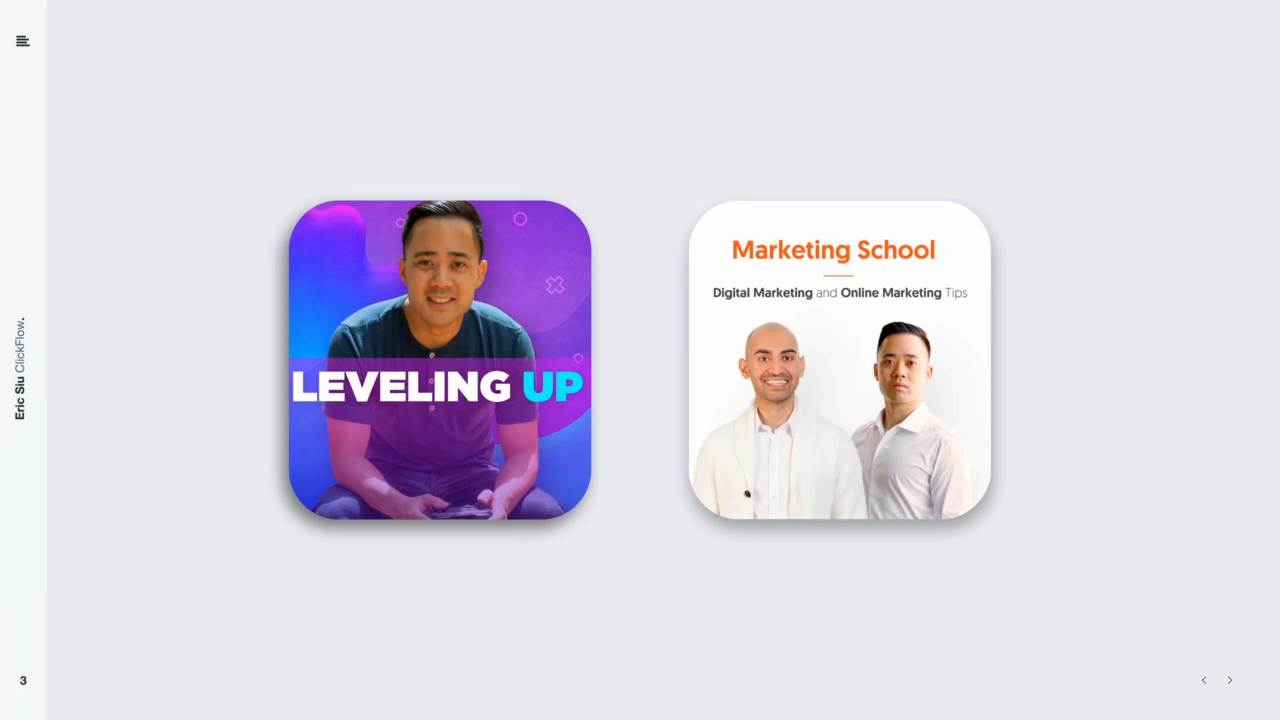 Eric Siu ClickFlow.
LEVELING UP
Marketing School
Digital Marketing and Online Marketing Tips
3